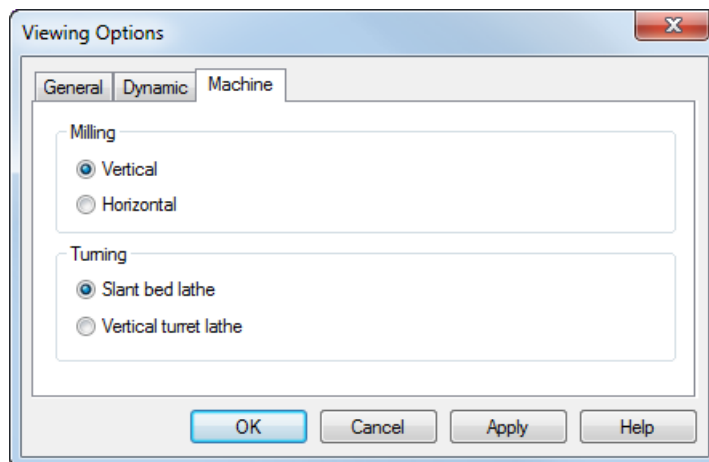 Viewing Options
General Dynamic Machine
Milling
Vertical
Horizontal
Turning
Slant bed lathe
Vertical turret lathe
OK Cancel Apply Help